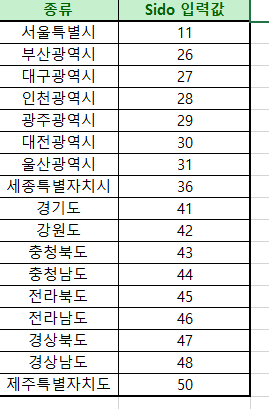 종류 Sido 입력값
서울특별시 11
부산광역시 26
대구광역시 27
인천광역시 28
광주광역시 29
대전광역시 30
울산광역시 31
세종특별자치시 36
경기도 41
강원도 42
충청북도 43
충청남도 44
전라북도 45
전라남도 46
경상북도 47
경상남도 48
제주특별자치도 50